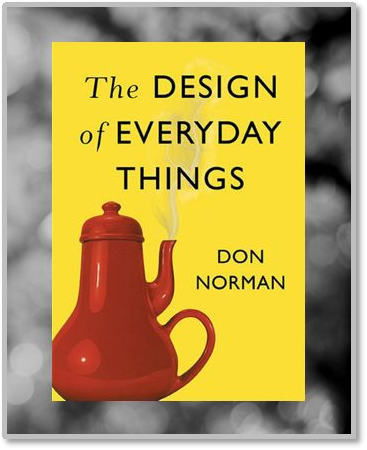 The DESIGN
of EVERYDAY
THINGS
DON
NORMAN